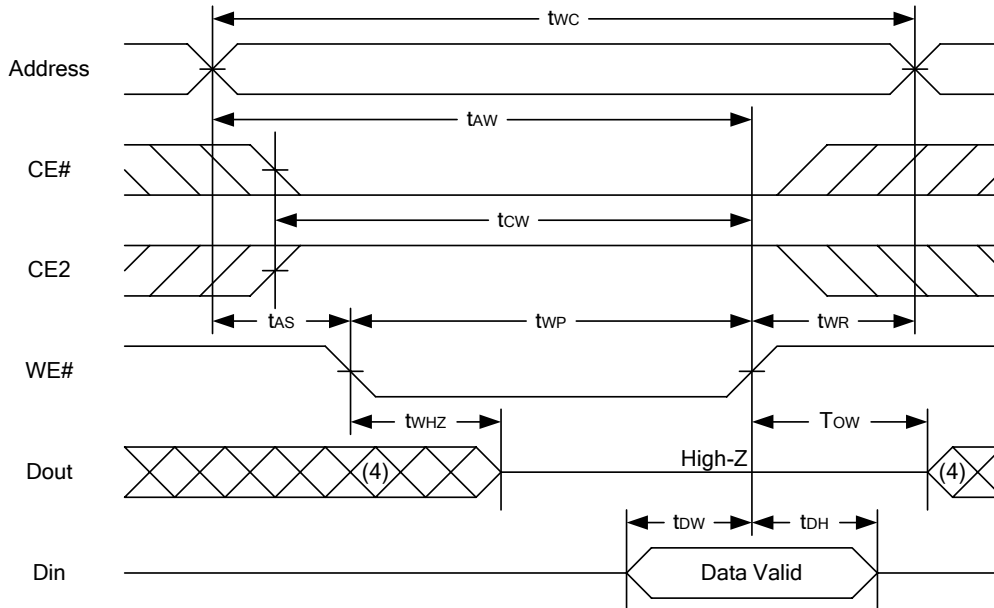 tWC
Address
tAW
CE#
tCW
CE2
tAS
tWP
tWR
WE#
tWHZ
TOW
Dout
(4)
High-Z
(4)
tDW
tDH
Din
Data Valid